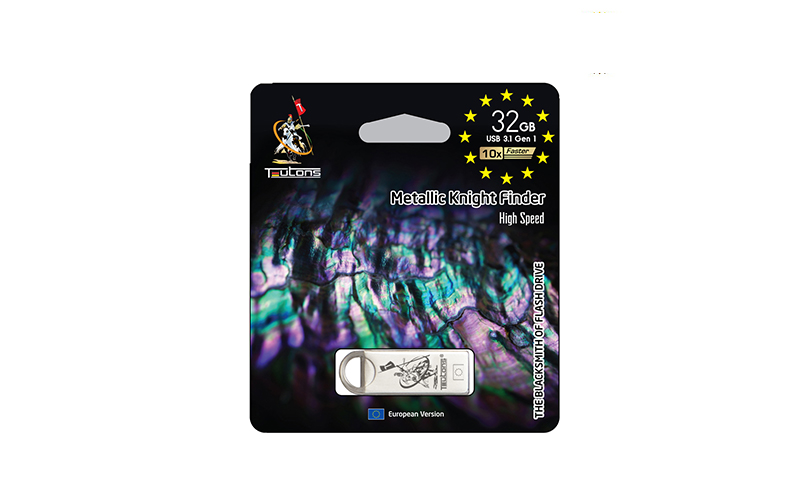 32GB
USB 3.1 Gen 1
10x Faster
Teutons
Metallic Knight Finder
High Speed
THE BLACKSMITH OF FLASH DRIVE
Teutons®
European Version